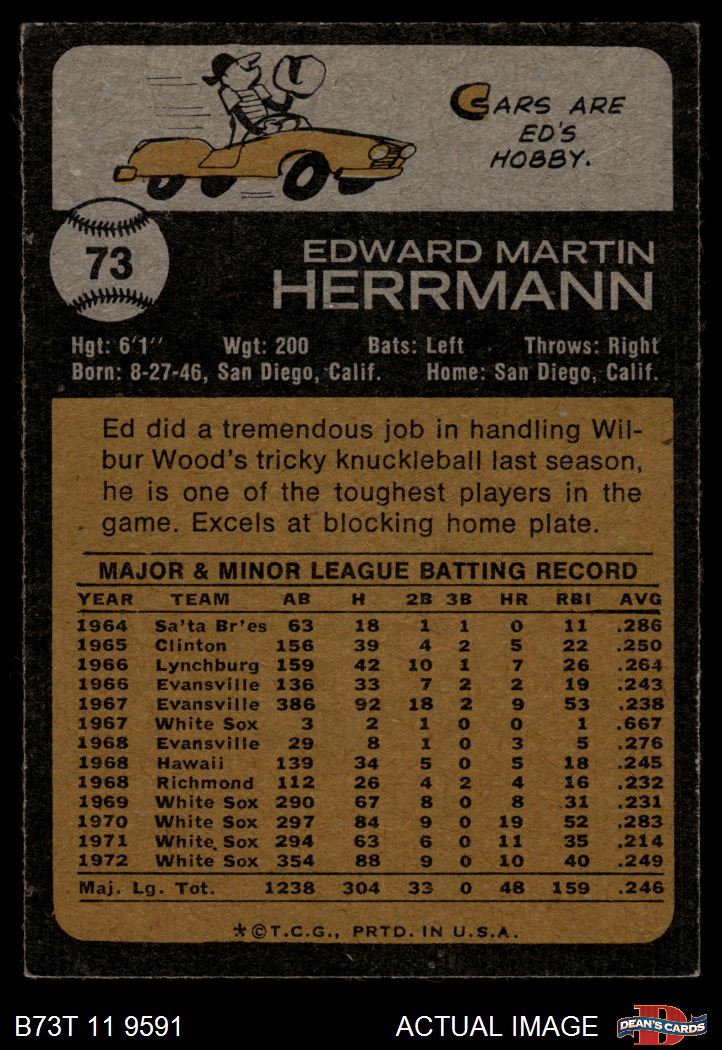 CARS ARE
ED'S
HOBBY.
73
EDWARD MARTIN
HERRMANN
Hgt: 6'1" Wgt: 200 Bats: Left Throws: Right
Born: 8-27-46, San Diego, Calif. Home: San Diego, Calif.
Ed did a tremendous job in handling Wil-
bur Wood's tricky knuckleball last season,
he is one of the toughest players in the
game. Excels at blocking home plate.
MAJOR & MINOR LEAGUE BATTING RECORD
YEAR TEAM AB H 2B 3B HR RBI AVG
1964 Sa'ta Br'es 63 18 1 1 0 11 .286
1965 Clinton 156 39 4 2 5 22 .250
1966 Lynchburg 159 42 10 1 7 26 .264
1966 Evansville 136 33 7 2 2 19 .243
1967 Evansville 386 92 18 2 9 53 .238
1967 White Sox 3 2 1 0 0 1 .667
1968 Evansville 29 8 1 0 3 5 .276
1968 Hawaii 139 34 5 0 5 18 .245
1968 Richmond 112 26 4 2 4 16 .232
1969 White Sox 290 67 8 0 8 31 .231
1970 White Sox 297 84 9 0 19 52 .283
1971 White Sox 294 63 6 0 11 35 .214
1972 White Sox 354 88 9 0 10 40 .249
Maj. Lg. Tot. 1238 304 33 0 48 159 .246
*©T.C.G., PRTD. IN U.S.A.
B73T 11 9591 ACTUAL IMAGE D DEAN'S CARDS